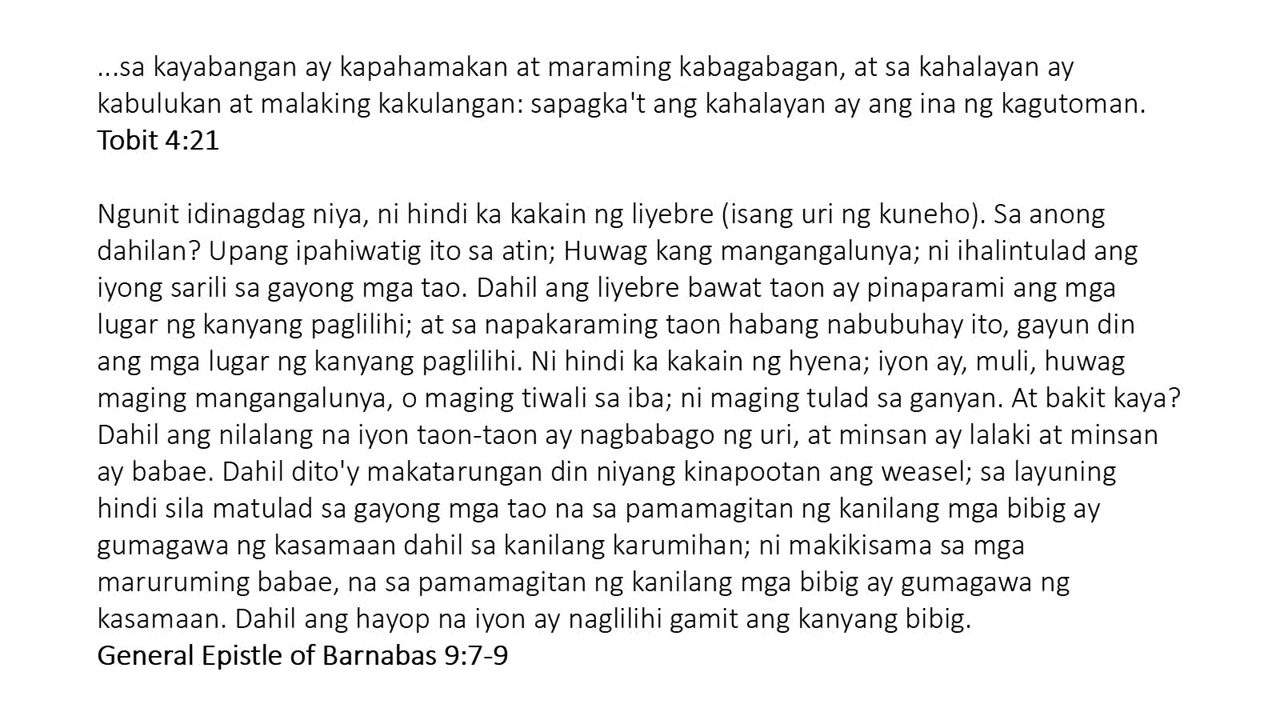 ...sa kayabangan ay kapahamakan at maraming kabagabagan, at sa kahalayan ay
kabulukan at malaking kakulangan: sapagka't ang kahalayan ay ang ina ng kagutoman.
Tobit 4:21
Ngunit idinagdag niya, ni hindi ka kakain ng liyebre (isang uri ng kuneho). Sa anong
dahilan? Upang ipahiwatig ito sa atin; Huwag kang mangangalunya; ni ihalintulad ang
iyong sarili sa gayong mga tao. Dahil ang liyebre bawat taon ay pinaparami ang mga
lugar ng kanyang paglilihi; at sa napakaraming taon habang nabubuhay ito, gayun din
ang mga lugar ng kanyang paglilihi. Ni hindi ka kakain ng hyena; iyon ay, muli, huwag
maging mangangalunya, o maging tiwali sa iba; ni maging tulad sa ganyan. At bakit kaya?
Dahil ang nilalang na iyon taon-taon ay nagbabago ng uri, at minsan ay lalaki at minsan
ay babae. Dahil dito'y makatarungan din niyang kinapootan ang weasel; sa layuning
hindi sila matulad sa gayong mga tao na sa pamamagitan ng kanilang mga bibig ay
gumagawa ng kasamaan dahil sa kanilang karumihan; ni makikisama sa mga
maruruming babae, na sa pamamagitan ng kanilang mga bibig ay gumagawa ng
kasamaan. Dahil ang hayop na iyon ay naglilihi gamit ang kanyang bibig.
General Epistle of Barnabas 9:7-9